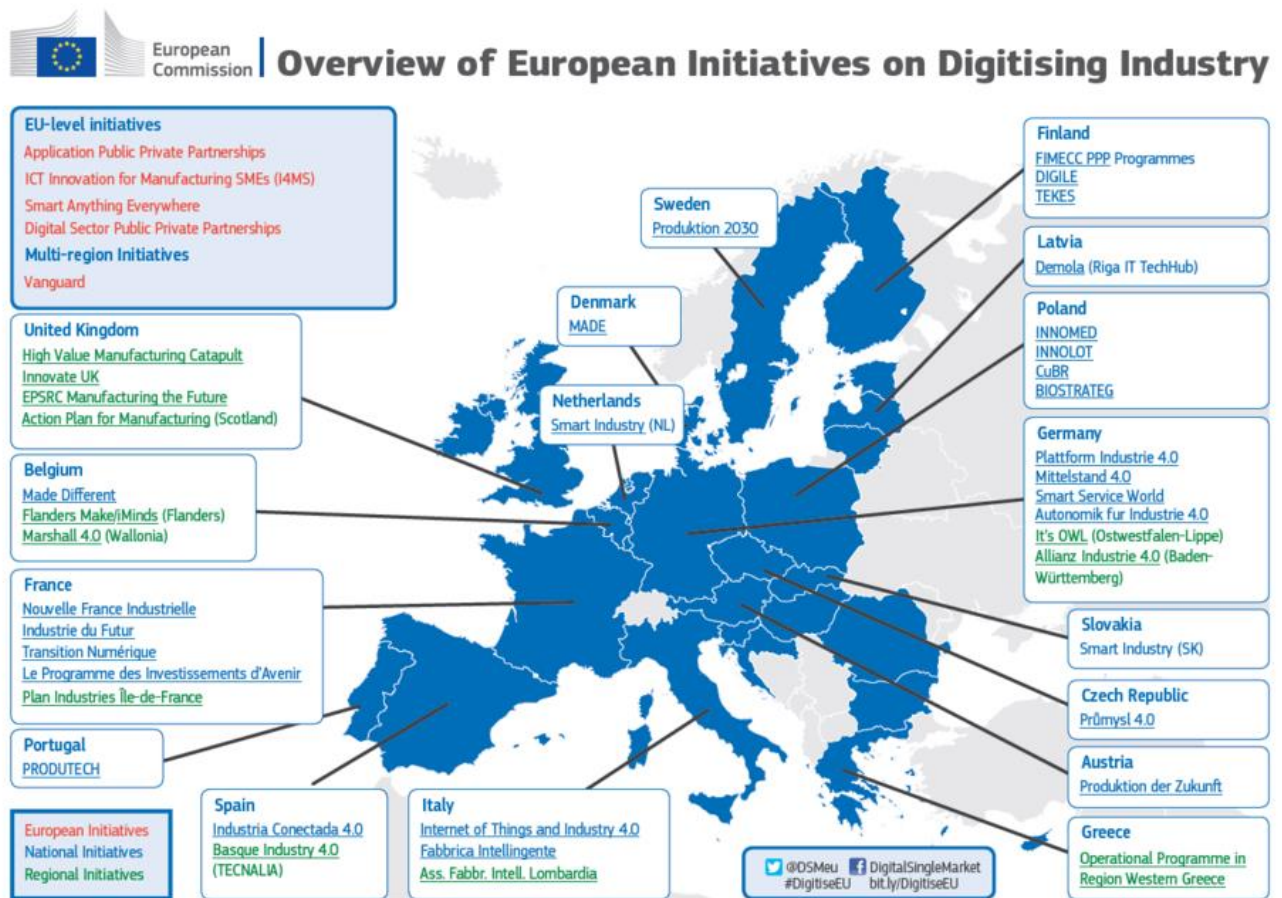 European
Commission
Overview of European Initiatives on Digitising Industry
EU-level initiatives
Application Public Private Partnerships
ICT Innovation for Manufacturing SMEs (I4MS)
Smart Anything Everywhere
Digital Sector Public Private Partnerships
Multi-region Initiatives
Vanguard
United Kingdom
High Value Manufacturing Catapult
Innovate UK
EPSRC Manufacturing the Future
Action Plan for Manufacturing (Scotland)
Belgium
Made Different
Flanders Make/iMinds (Flanders)
Marshall 4.0 (Wallonia)
France
Nouvelle France Industrielle
Industrie du Futur
Transition Numérique
Le Programme des Investissements d'Avenir
Plan Industries Île-de-France
Portugal
PRODUTECH
European Initiatives
National Initiatives
Regional Initiatives
Spain
Industria Conectada 4.0
Basque Industry 4.0
(TECNALIA)
Italy
Internet of Things and Industry 4.0
Fabbrica Intellingente
Ass. Fabbr. Intell. Lombardia
Sweden
Produktion 2030
Denmark
MADE
Netherlands
Smart Industry (NL)
Finland
FIMECC PPP Programmes
DIGILE
TEKES
Latvia
Demola (Riga IT TechHub)
Poland
INNOMED
INNOLOT
CuBR
BIOSTRATEG
Germany
Plattform Industrie 4.0
Mittelstand 4.0
Smart Service World
Autonomik fur Industrie 4.0
It's OWL (Ostwestfalen-Lippe)
Allianz Industrie 4.0 (Baden-
Württemberg)
Slovakia
Smart Industry (SK)
Czech Republic
Průmysl 4.0
Austria
Produktion der Zukunft
Greece
Operational Programme in
Region Western Greece
@DSMeu DigitalSingleMarket
#DigitiseEU bit.ly/DigitiseEU